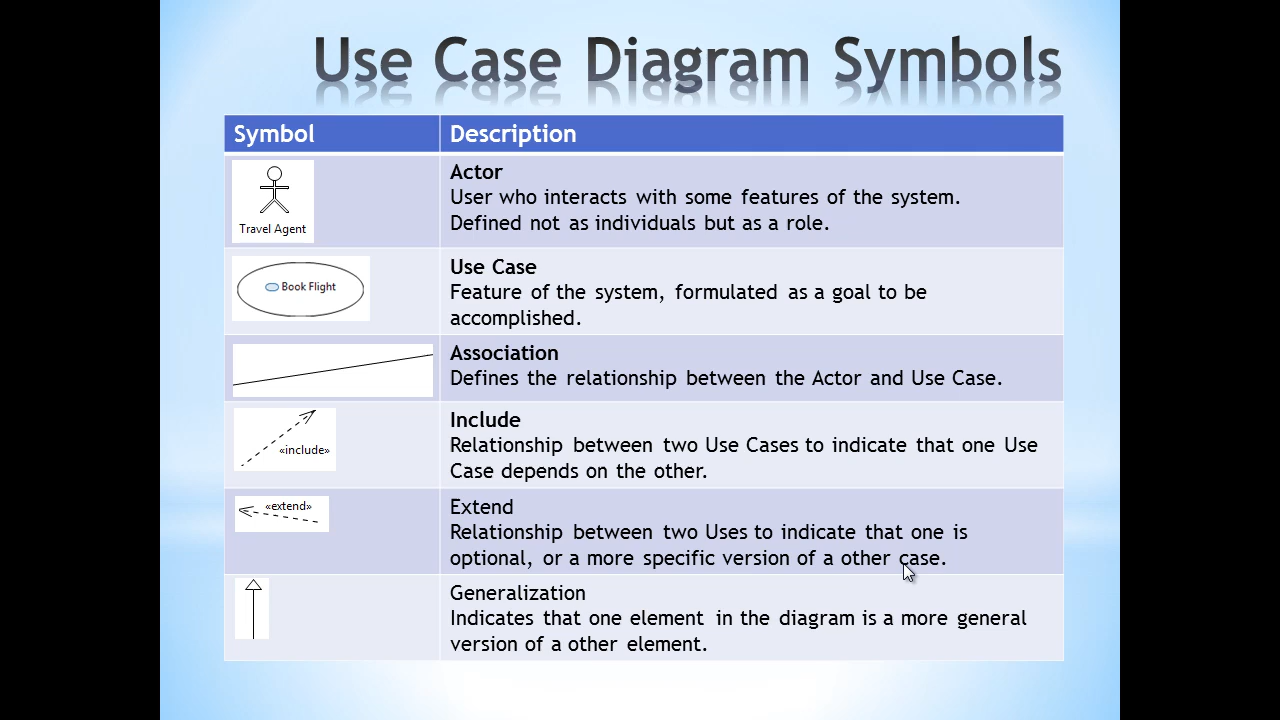 Use Case Diagram Symbols
Symbol
Description
Travel Agent
Actor
User who interacts with some features of the system.
Defined not as individuals but as a role.
Book Flight
Use Case
Feature of the system, formulated as a goal to be
accomplished.
Association
Defines the relationship between the Actor and Use Case.
«include»
Include
Relationship between two Use Cases to indicate that one Use
Case depends on the other.
«extend»
Extend
Relationship between two Uses to indicate that one is
optional, or a more specific version of a other case.
Generalization
Indicates that one element in the diagram is a more general
version of a other element.